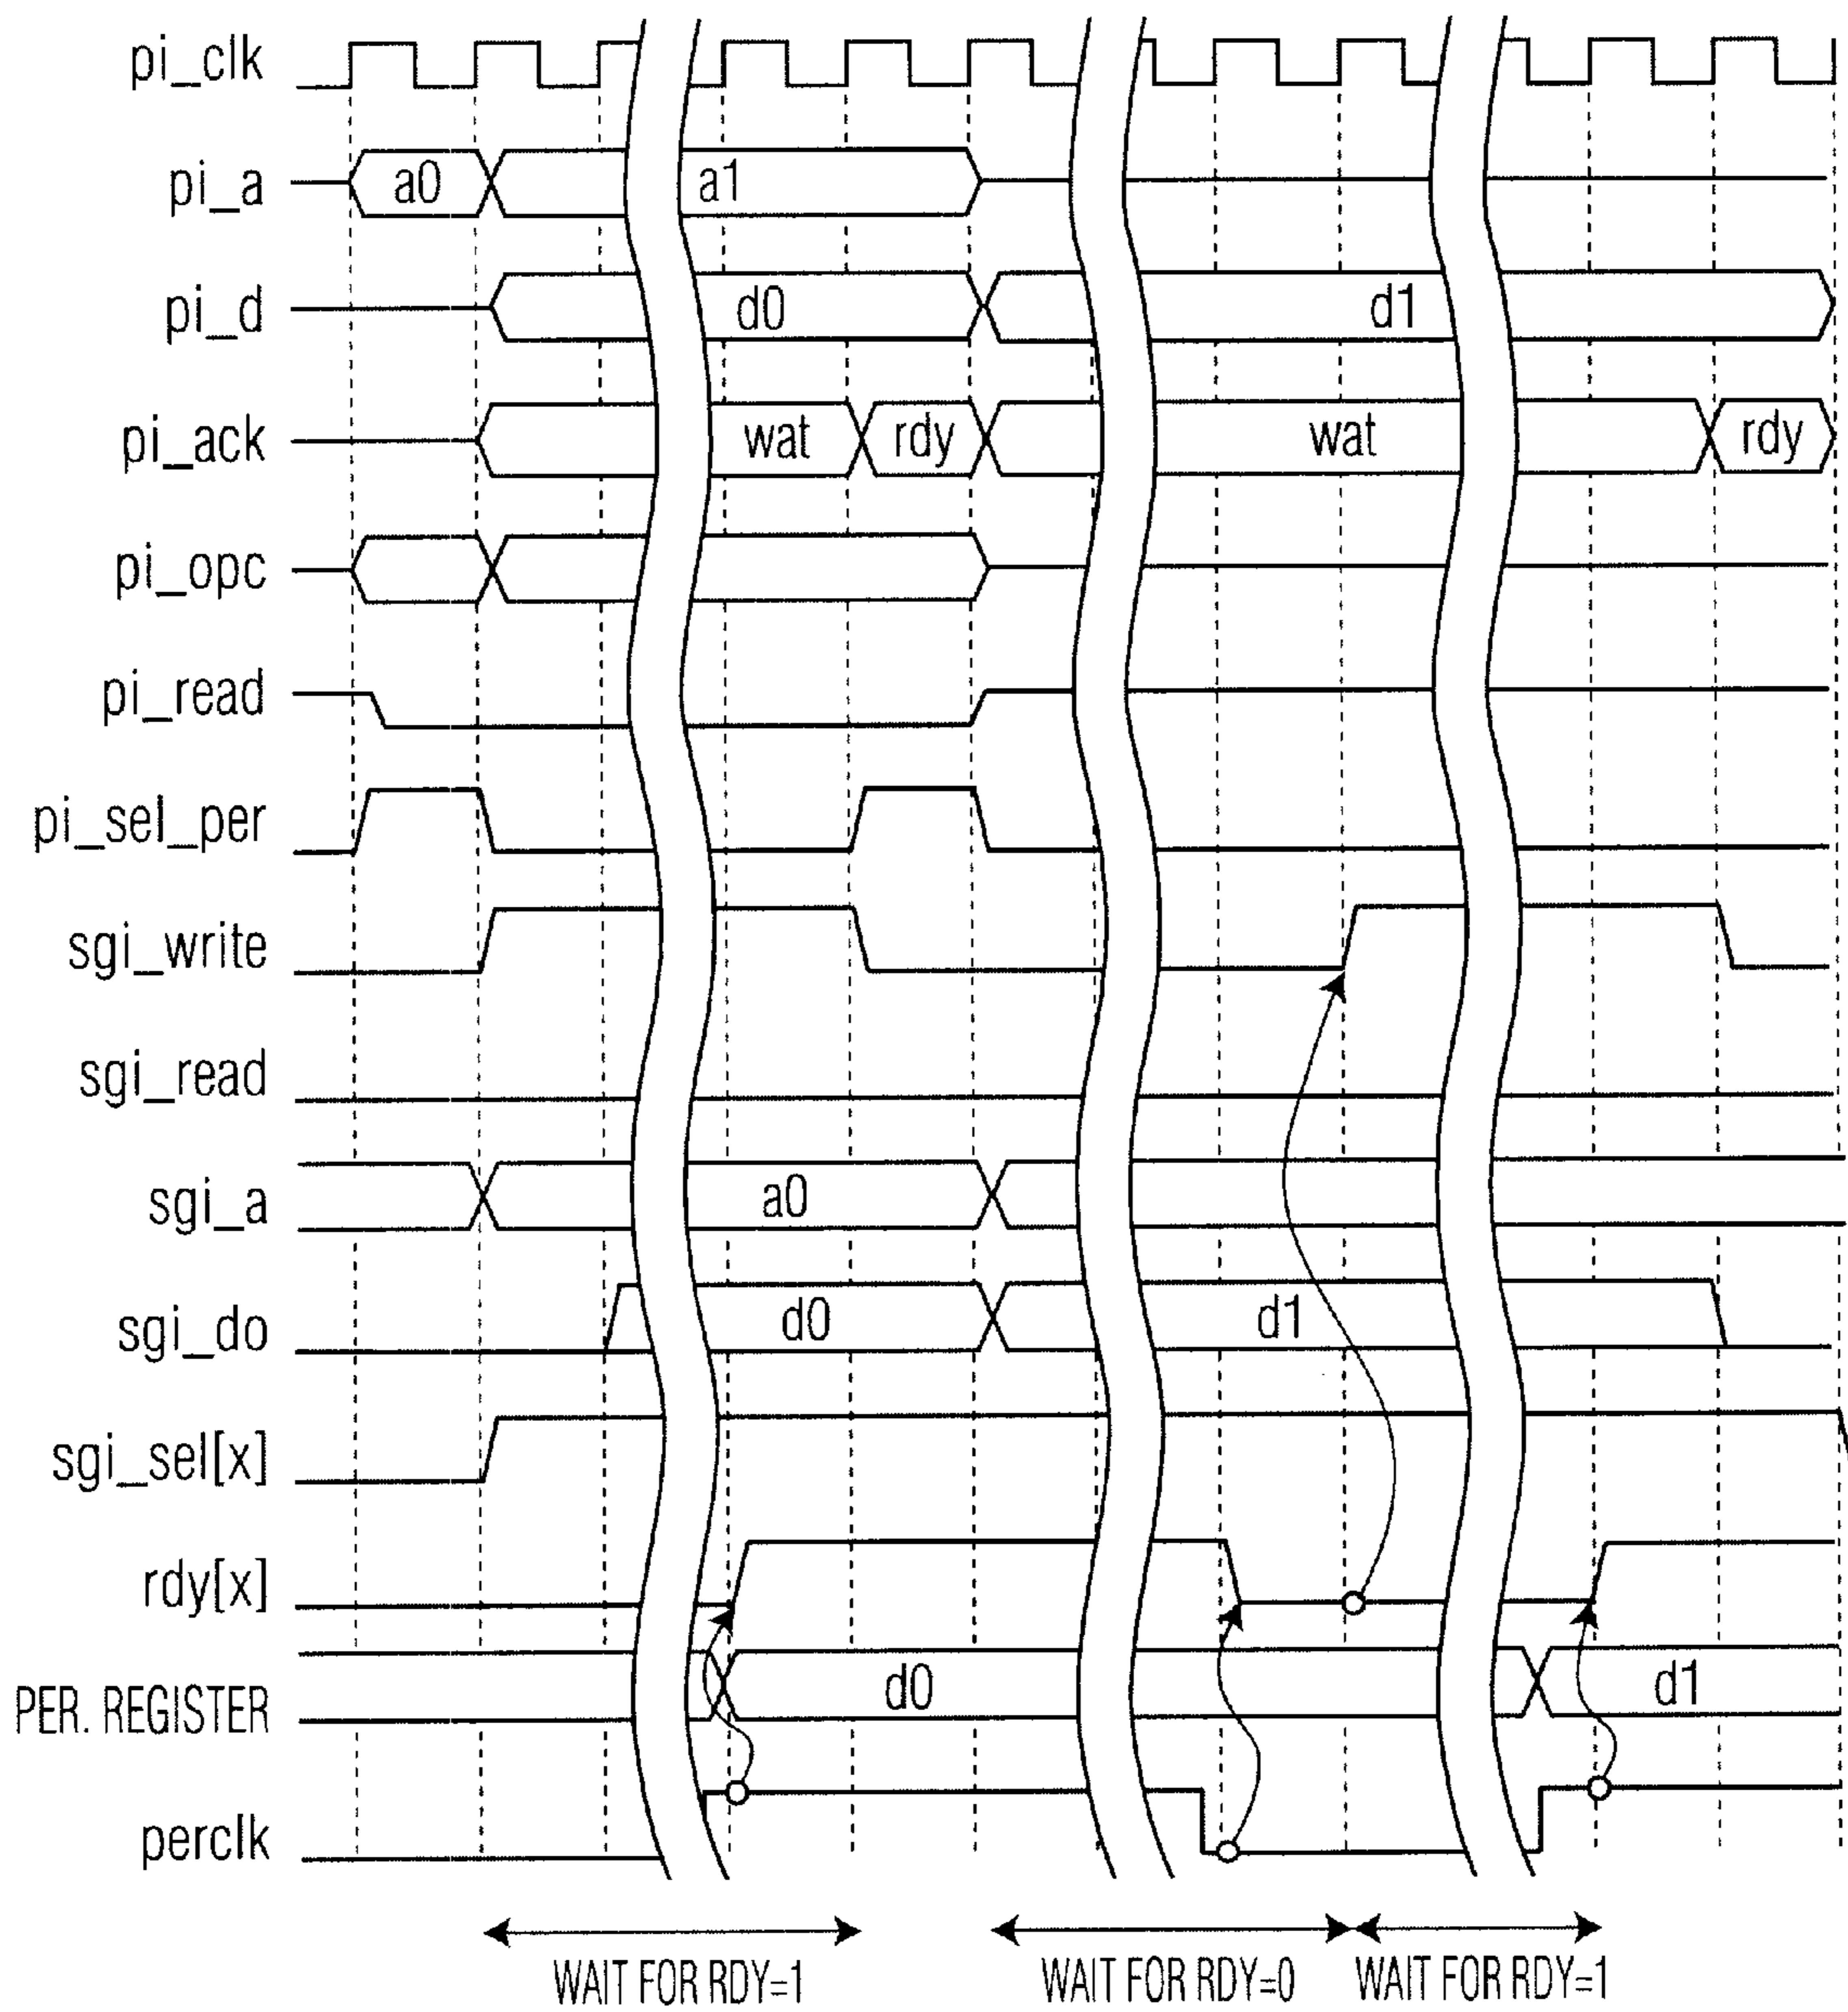 pi_clk
pi_a a0 a1
pi_d d0 d1
pi_ack wat rdy wat rdy
pi_opc
pi_read
pi_sel_per
sgi_write
sgi_read
sgi_a a0
sgi_do d0 d1
sgi_sel[x]
rdy[x]
PER. REGISTER d0 d1
perclk
WAIT FOR RDY=1 WAIT FOR RDY=0 WAIT FOR RDY=1